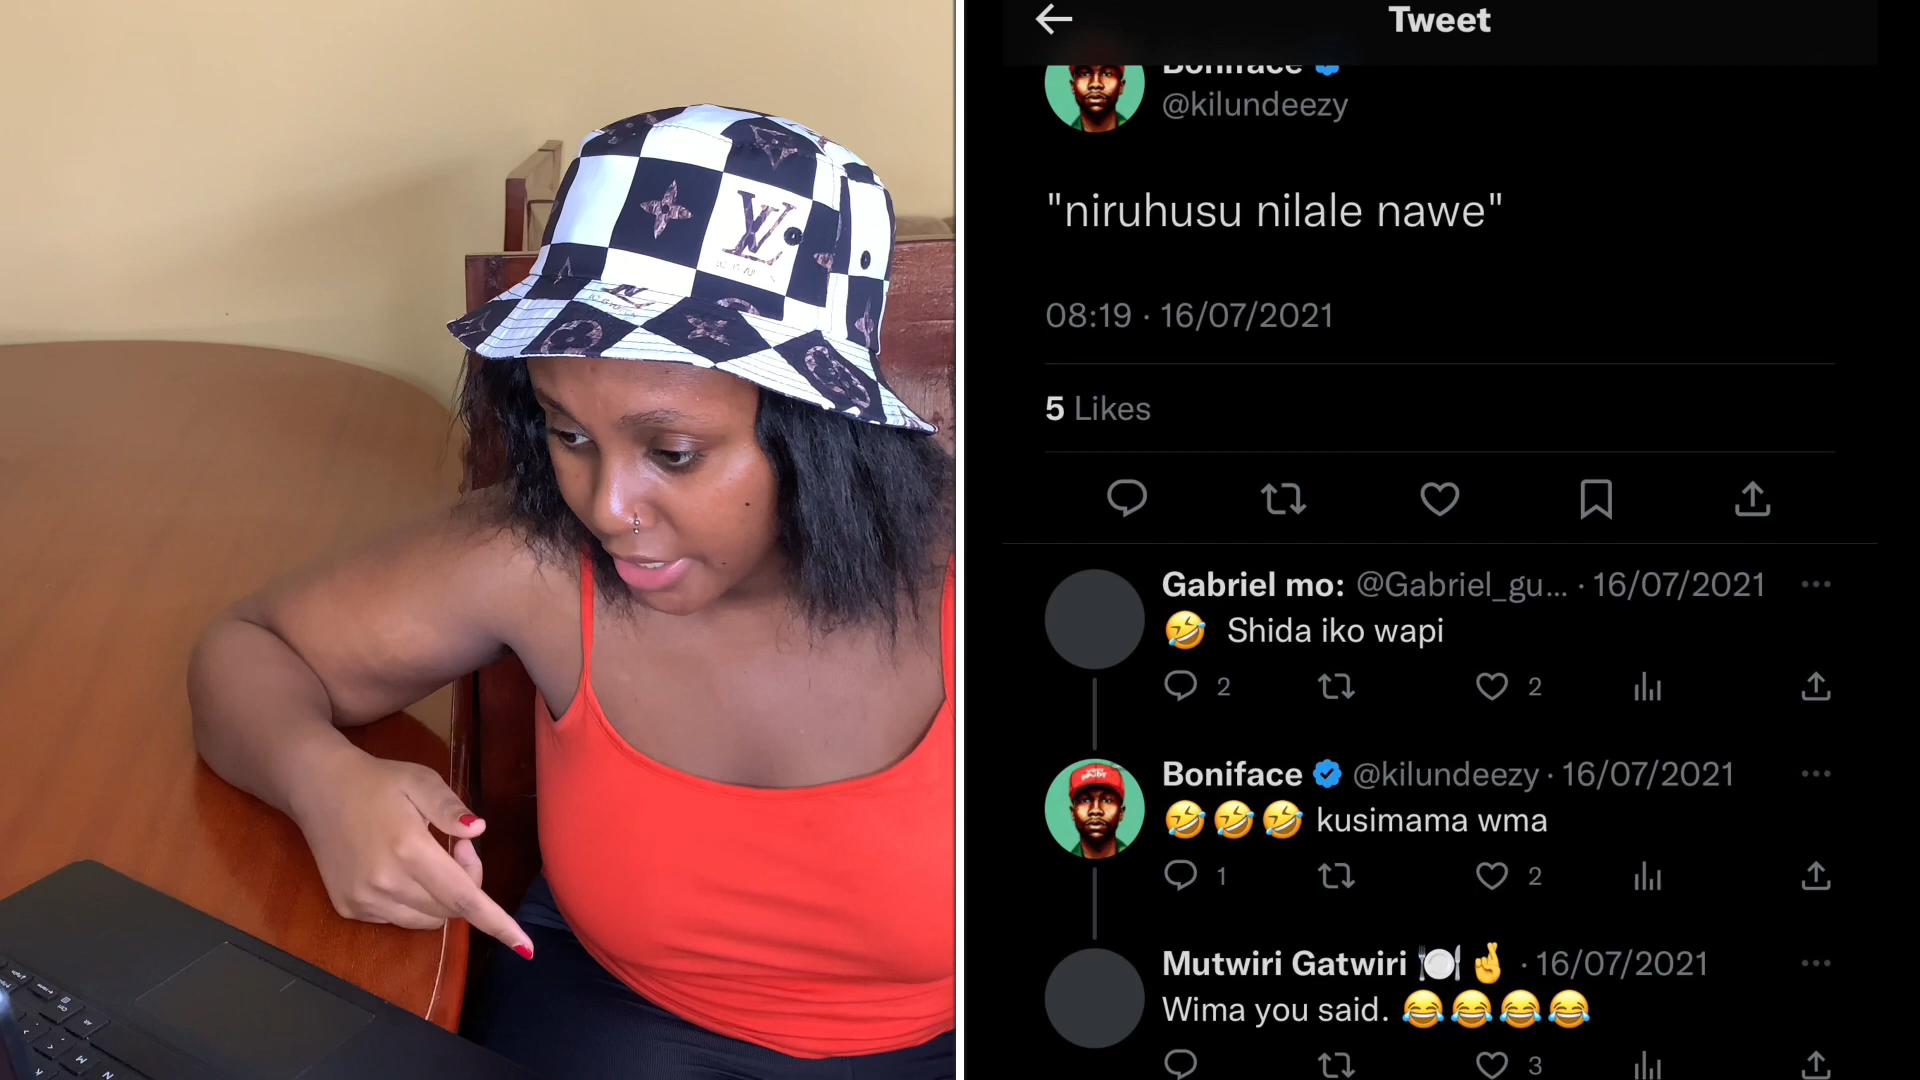 Tweet
Boniface
@kilundeezy
"niruhusu nilale nawe"
08:19 · 16/07/2021
5 Likes
Gabriel mo: @Gabriel_gu... · 16/07/2021
🤣 Shida iko wapi
2 2
Boniface @kilundeezy · 16/07/2021
🤣🤣🤣 kusimama wma
1 2
Mutwiri Gatwiri 🍽️🤞 · 16/07/2021
Wima you said. 😂😂😂😂
3
LV